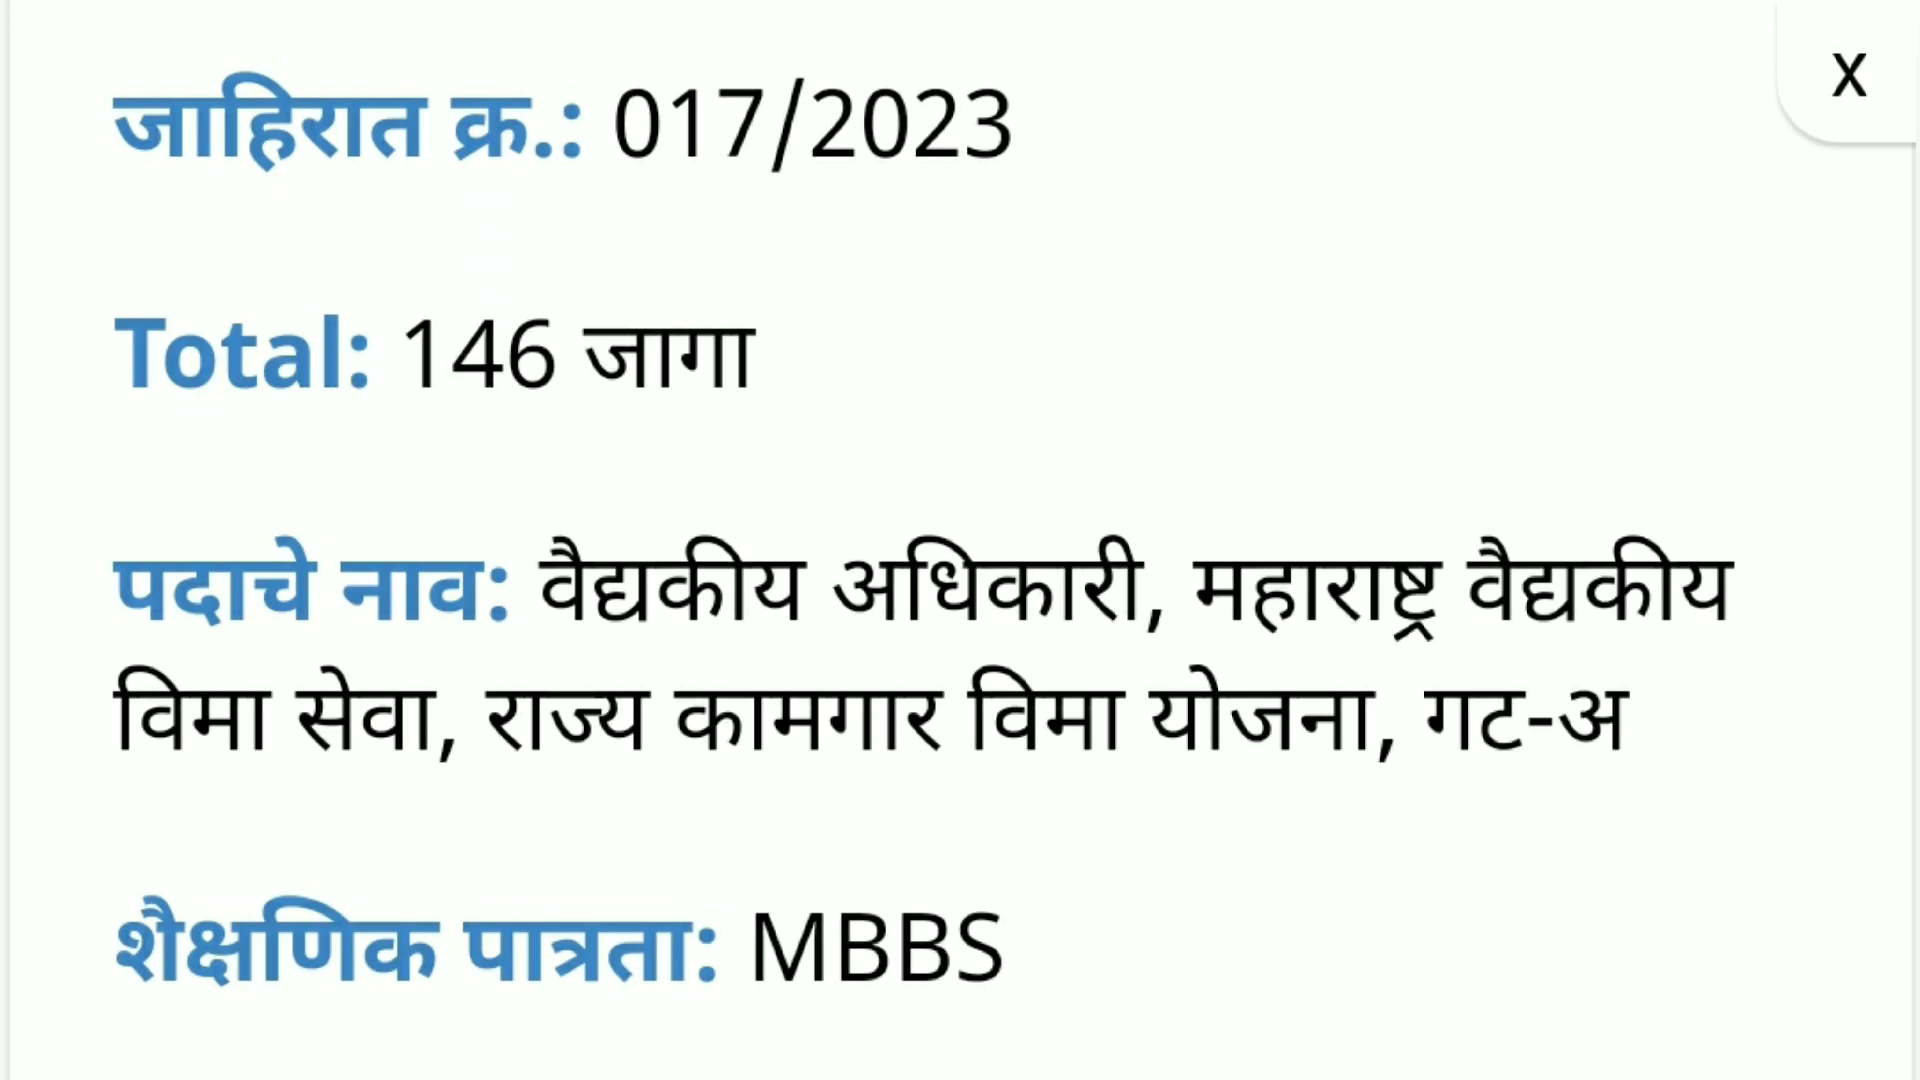 X
जाहिरात क्र.: 017/2023
Total: 146 जागा
पदाचे नाव: वैद्यकीय अधिकारी, महाराष्ट्र वैद्यकीय
विमा सेवा, राज्य कामगार विमा योजना, गट-अ
शैक्षणिक पात्रता: MBBS